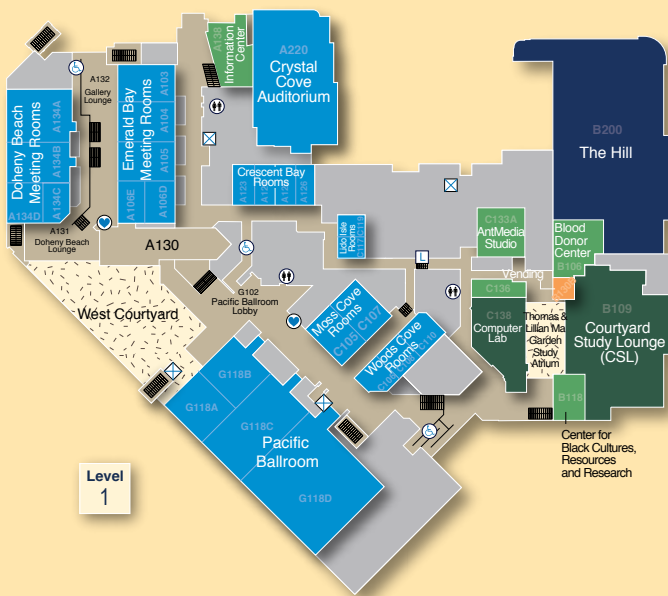 A138
Information
Center
A220
Crystal
Cove
Auditorium
B200
The Hill
A132
Gallery
Lounge
Doheny Beach
Meeting Rooms
A134A
A134B
A134C
A134D
Emerald Bay
Meeting Rooms
A103
A104
A105
A106D
A106E
A131
Doheny Beach
Lounge
A130
Crescent Bay
Rooms
A123
A126
Lido Isle
Rooms
C117
C119
L
C133A
AntMedia
Studio
Blood
Donor
Center
B106
Vending
C136
C138
Computer
Lab
Thomas &
Lillian Ma
Garden
Study
Atrium
B109
Courtyard
Study Lounge
(CSL)
B118
Center for
Black Cultures,
Resources
and Research
G102
Pacific Ballroom
Lobby
Moss Cove
Rooms
C105
C107
Woods Cove
Rooms
C110
West Courtyard
G118B
G118A
G118C
Pacific
Ballroom
G118D
Level
1